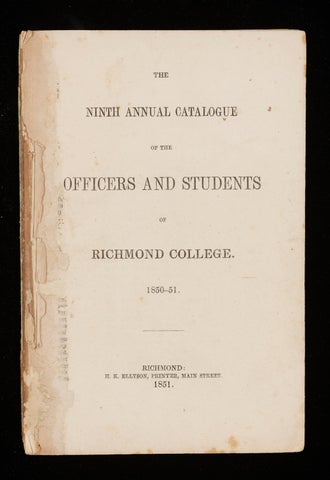 THE
NINTH ANNUAL CATALOGUE
OF THE
OFFICERS AND STUDENTS
OF
RICHMOND COLLEGE.
1850-51.
RICHMOND:
H. K. ELLYSON, PRINTER, MAIN STREET.
1851.